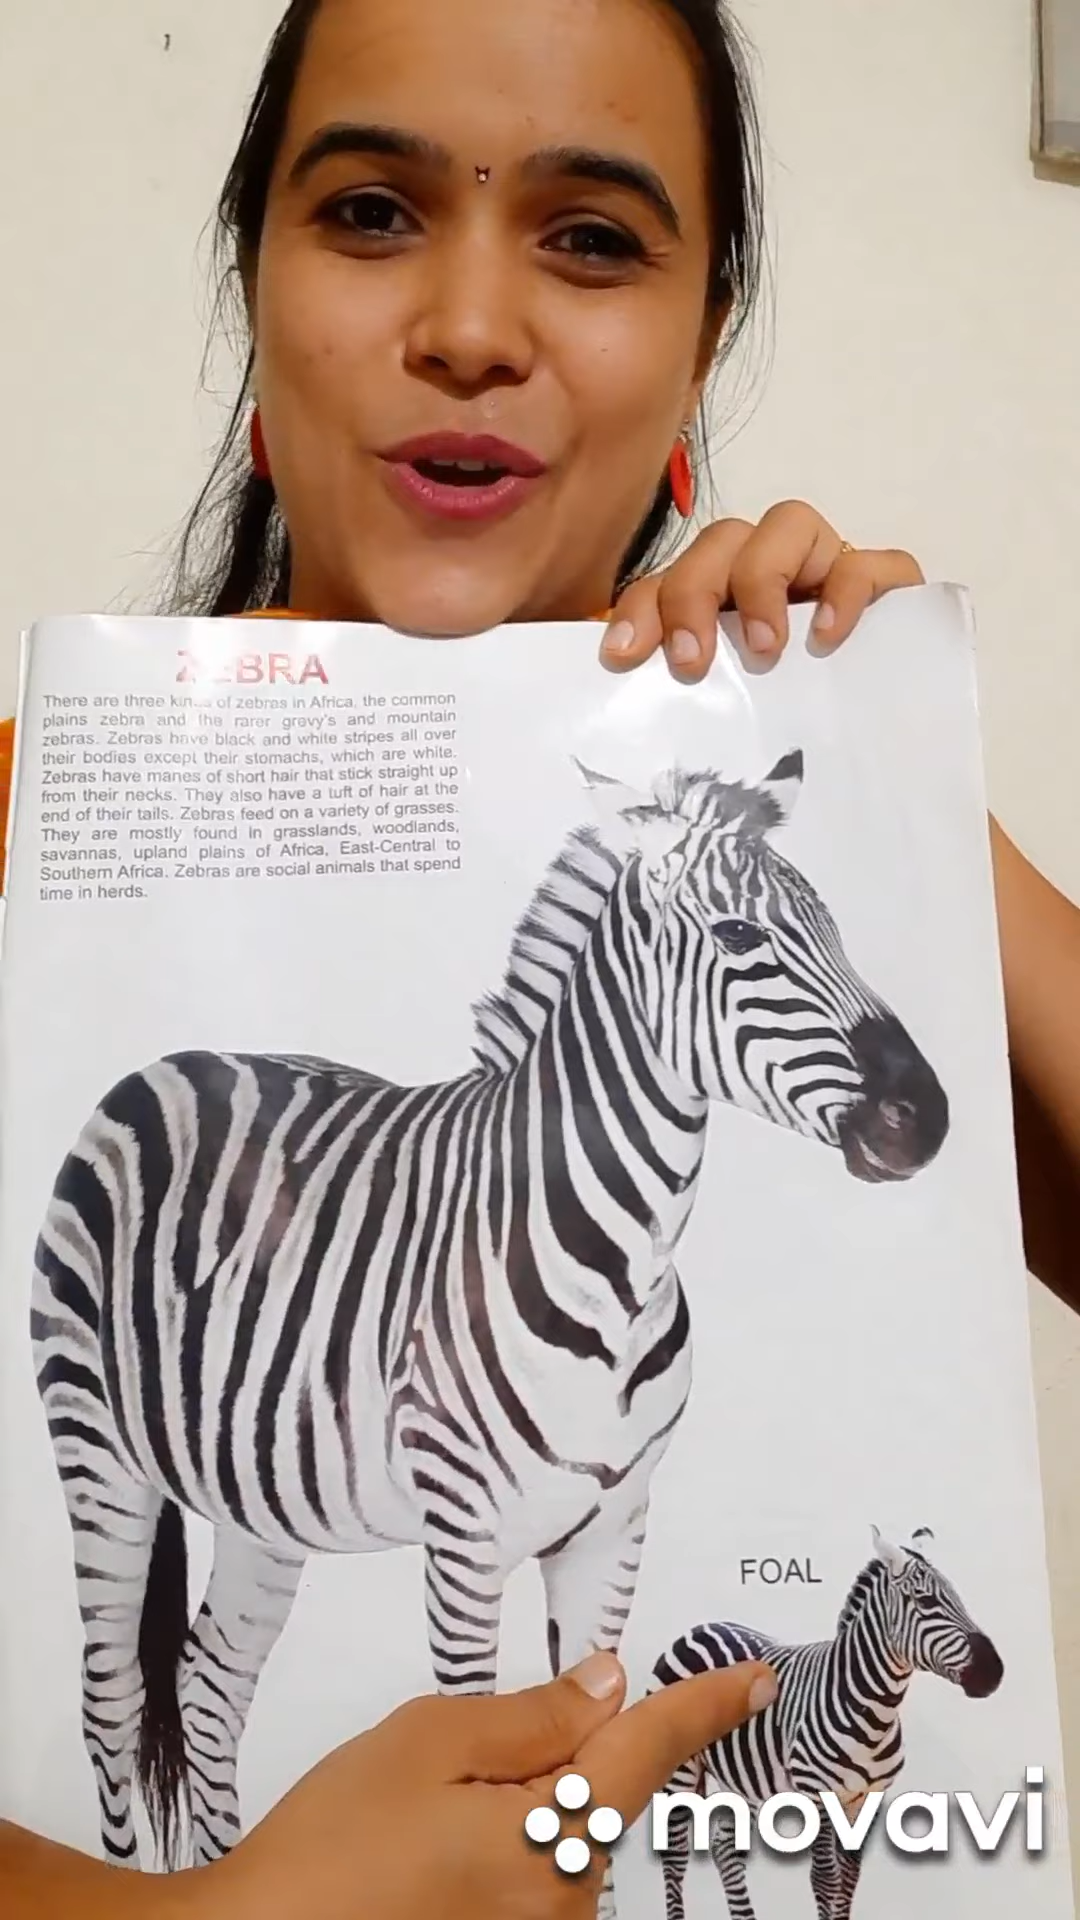 ZEBRA
There are three kinds of zebras in Africa, the common
plains zebra and the rarer grevy's and mountain
zebras. Zebras have black and white stripes all over
their bodies except their stomachs, which are white.
Zebras have manes of short hair that stick straight up
from their necks. They also have a tuft of hair at the
end of their tails. Zebras feed on a variety of grasses.
They are mostly found in grasslands, woodlands,
savannas, upland plains of Africa, East-Central to
Southern Africa. Zebras are social animals that spend
time in herds.
FOAL
movavi